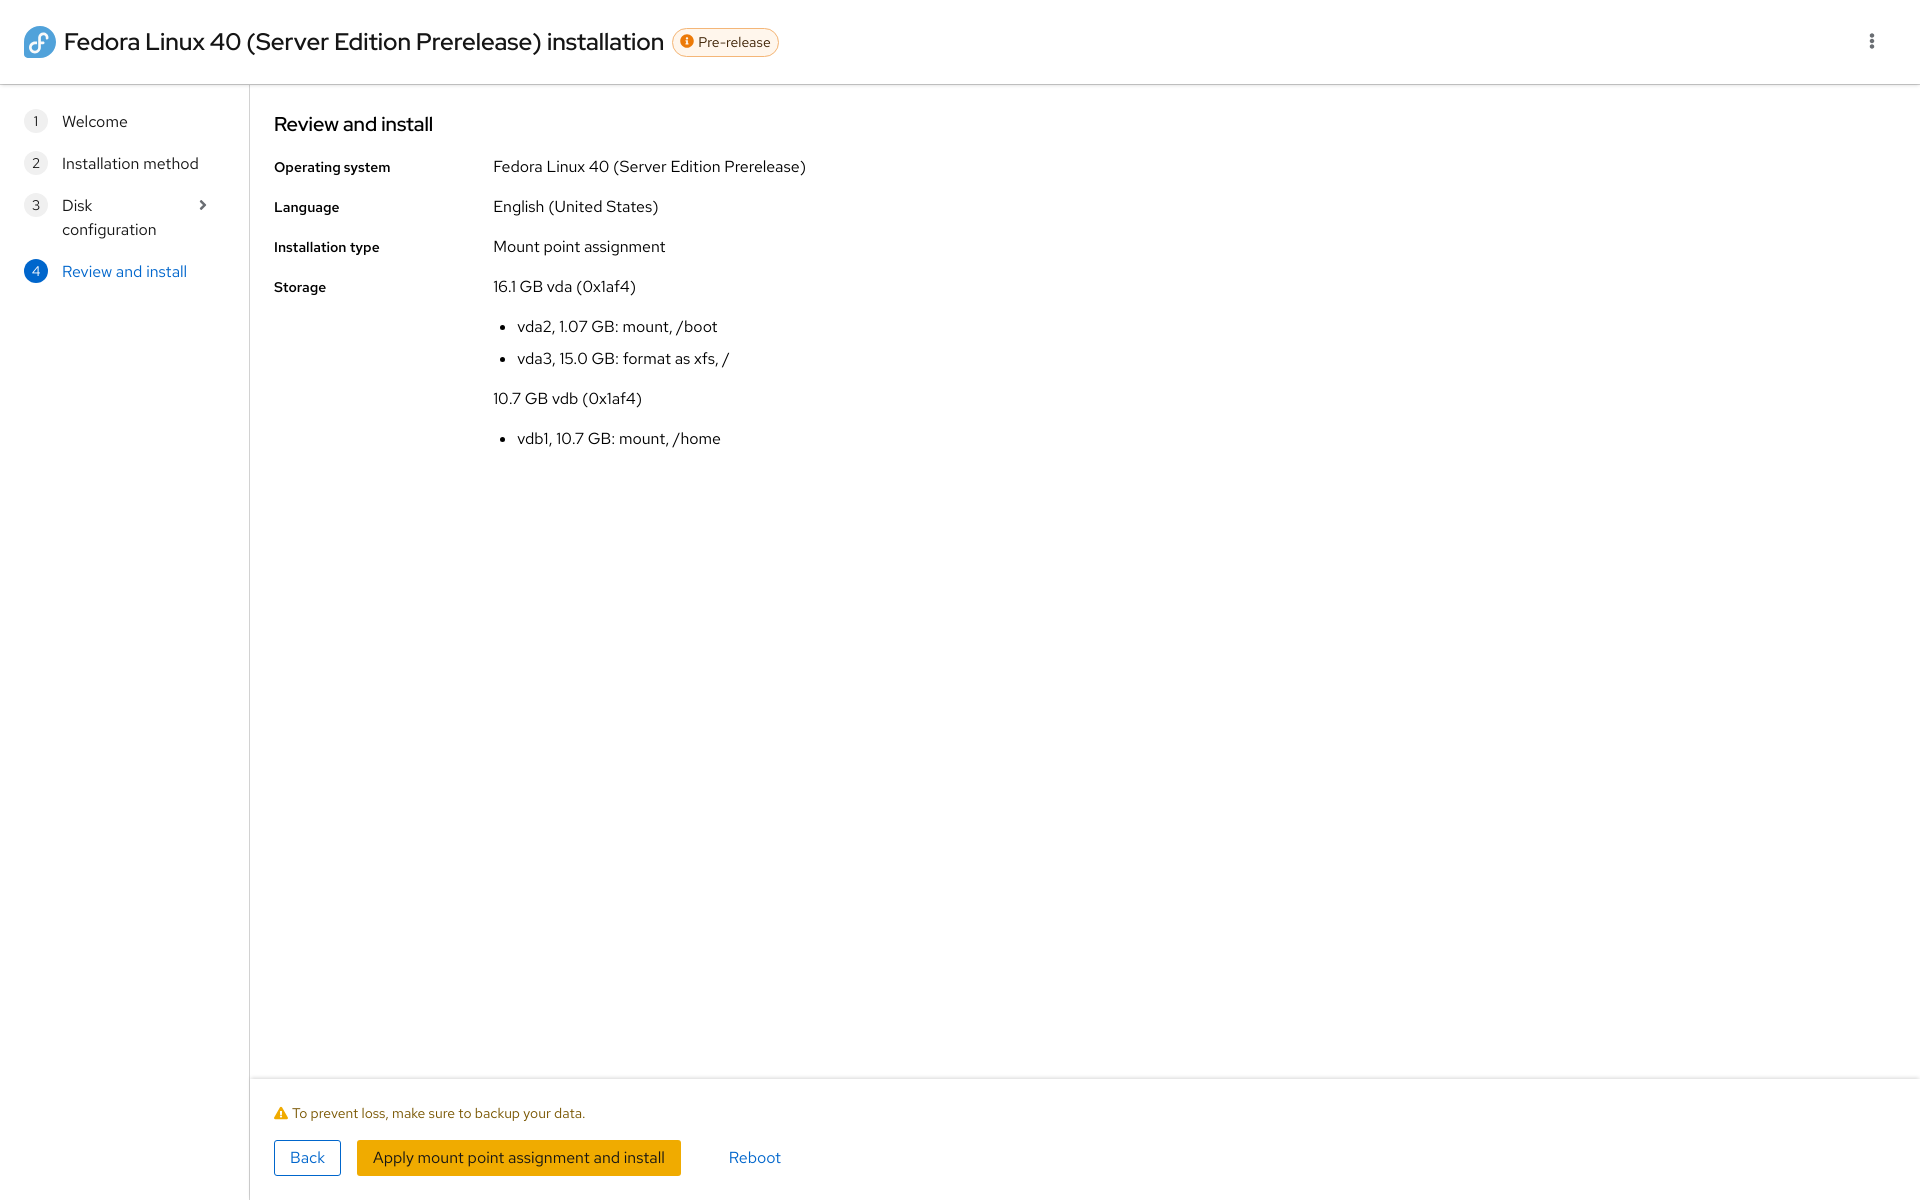 Fedora Linux 40 (Server Edition Prerelease) installation
Pre-release
1 Welcome
2 Installation method
3 Disk
configuration
4 Review and install
Review and install
Operating system Fedora Linux 40 (Server Edition Prerelease)
Language English (United States)
Installation type Mount point assignment
Storage 16.1 GB vda (0x1af4)
• vda2, 1.07 GB: mount, /boot
• vda3, 15.0 GB: format as xfs, /
10.7 GB vdb (0x1af4)
• vdb1, 10.7 GB: mount, /home
To prevent loss, make sure to backup your data.
Back Apply mount point assignment and install Reboot